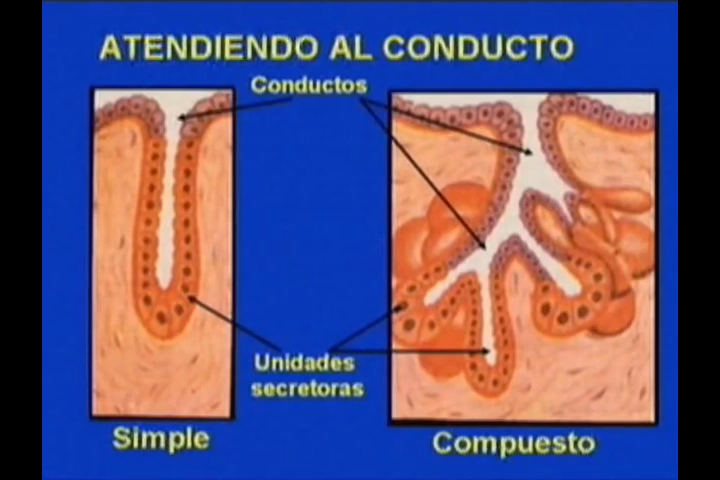 ATENDIENDO AL CONDUCTO
Conductos
Unidades
secretoras
Simple
Compuesto